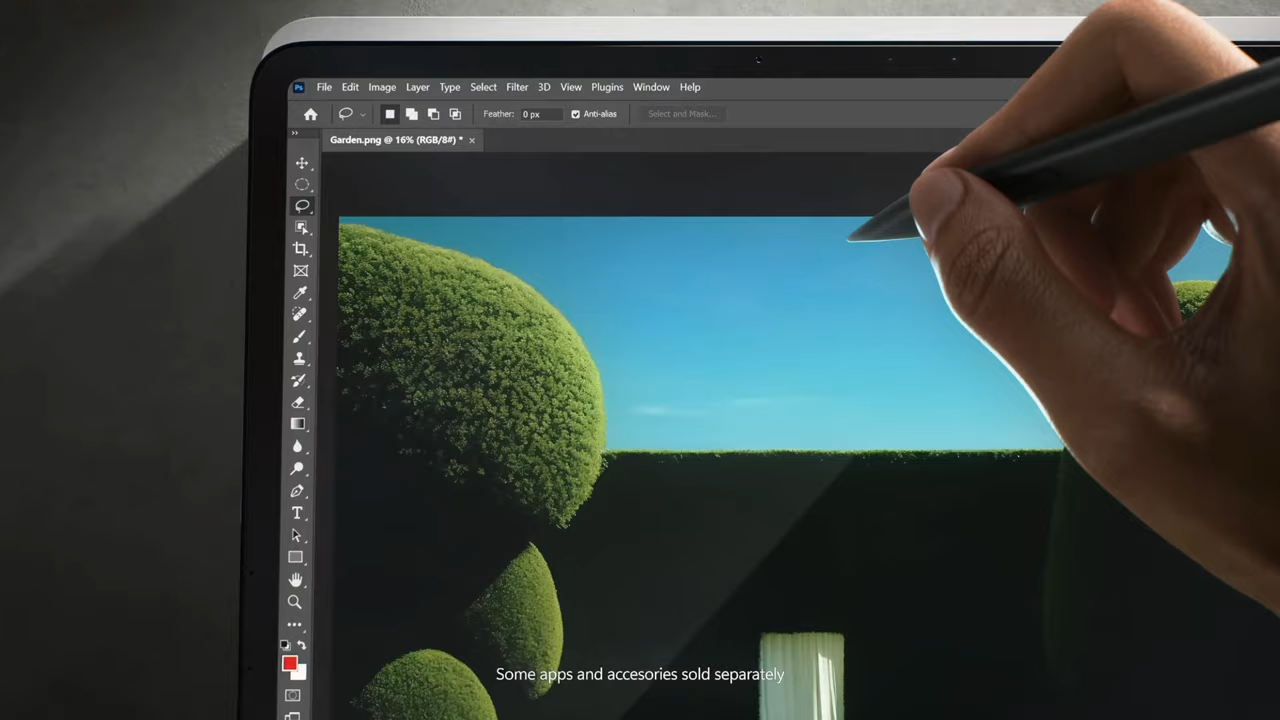 Ps File Edit Image Layer Type Select Filter 3D View Plugins Window Help
Feather: 0 px Anti-alias Select and Mask...
Garden.png @ 16% (RGB/8#) * ×
T
Some apps and accesories sold separately